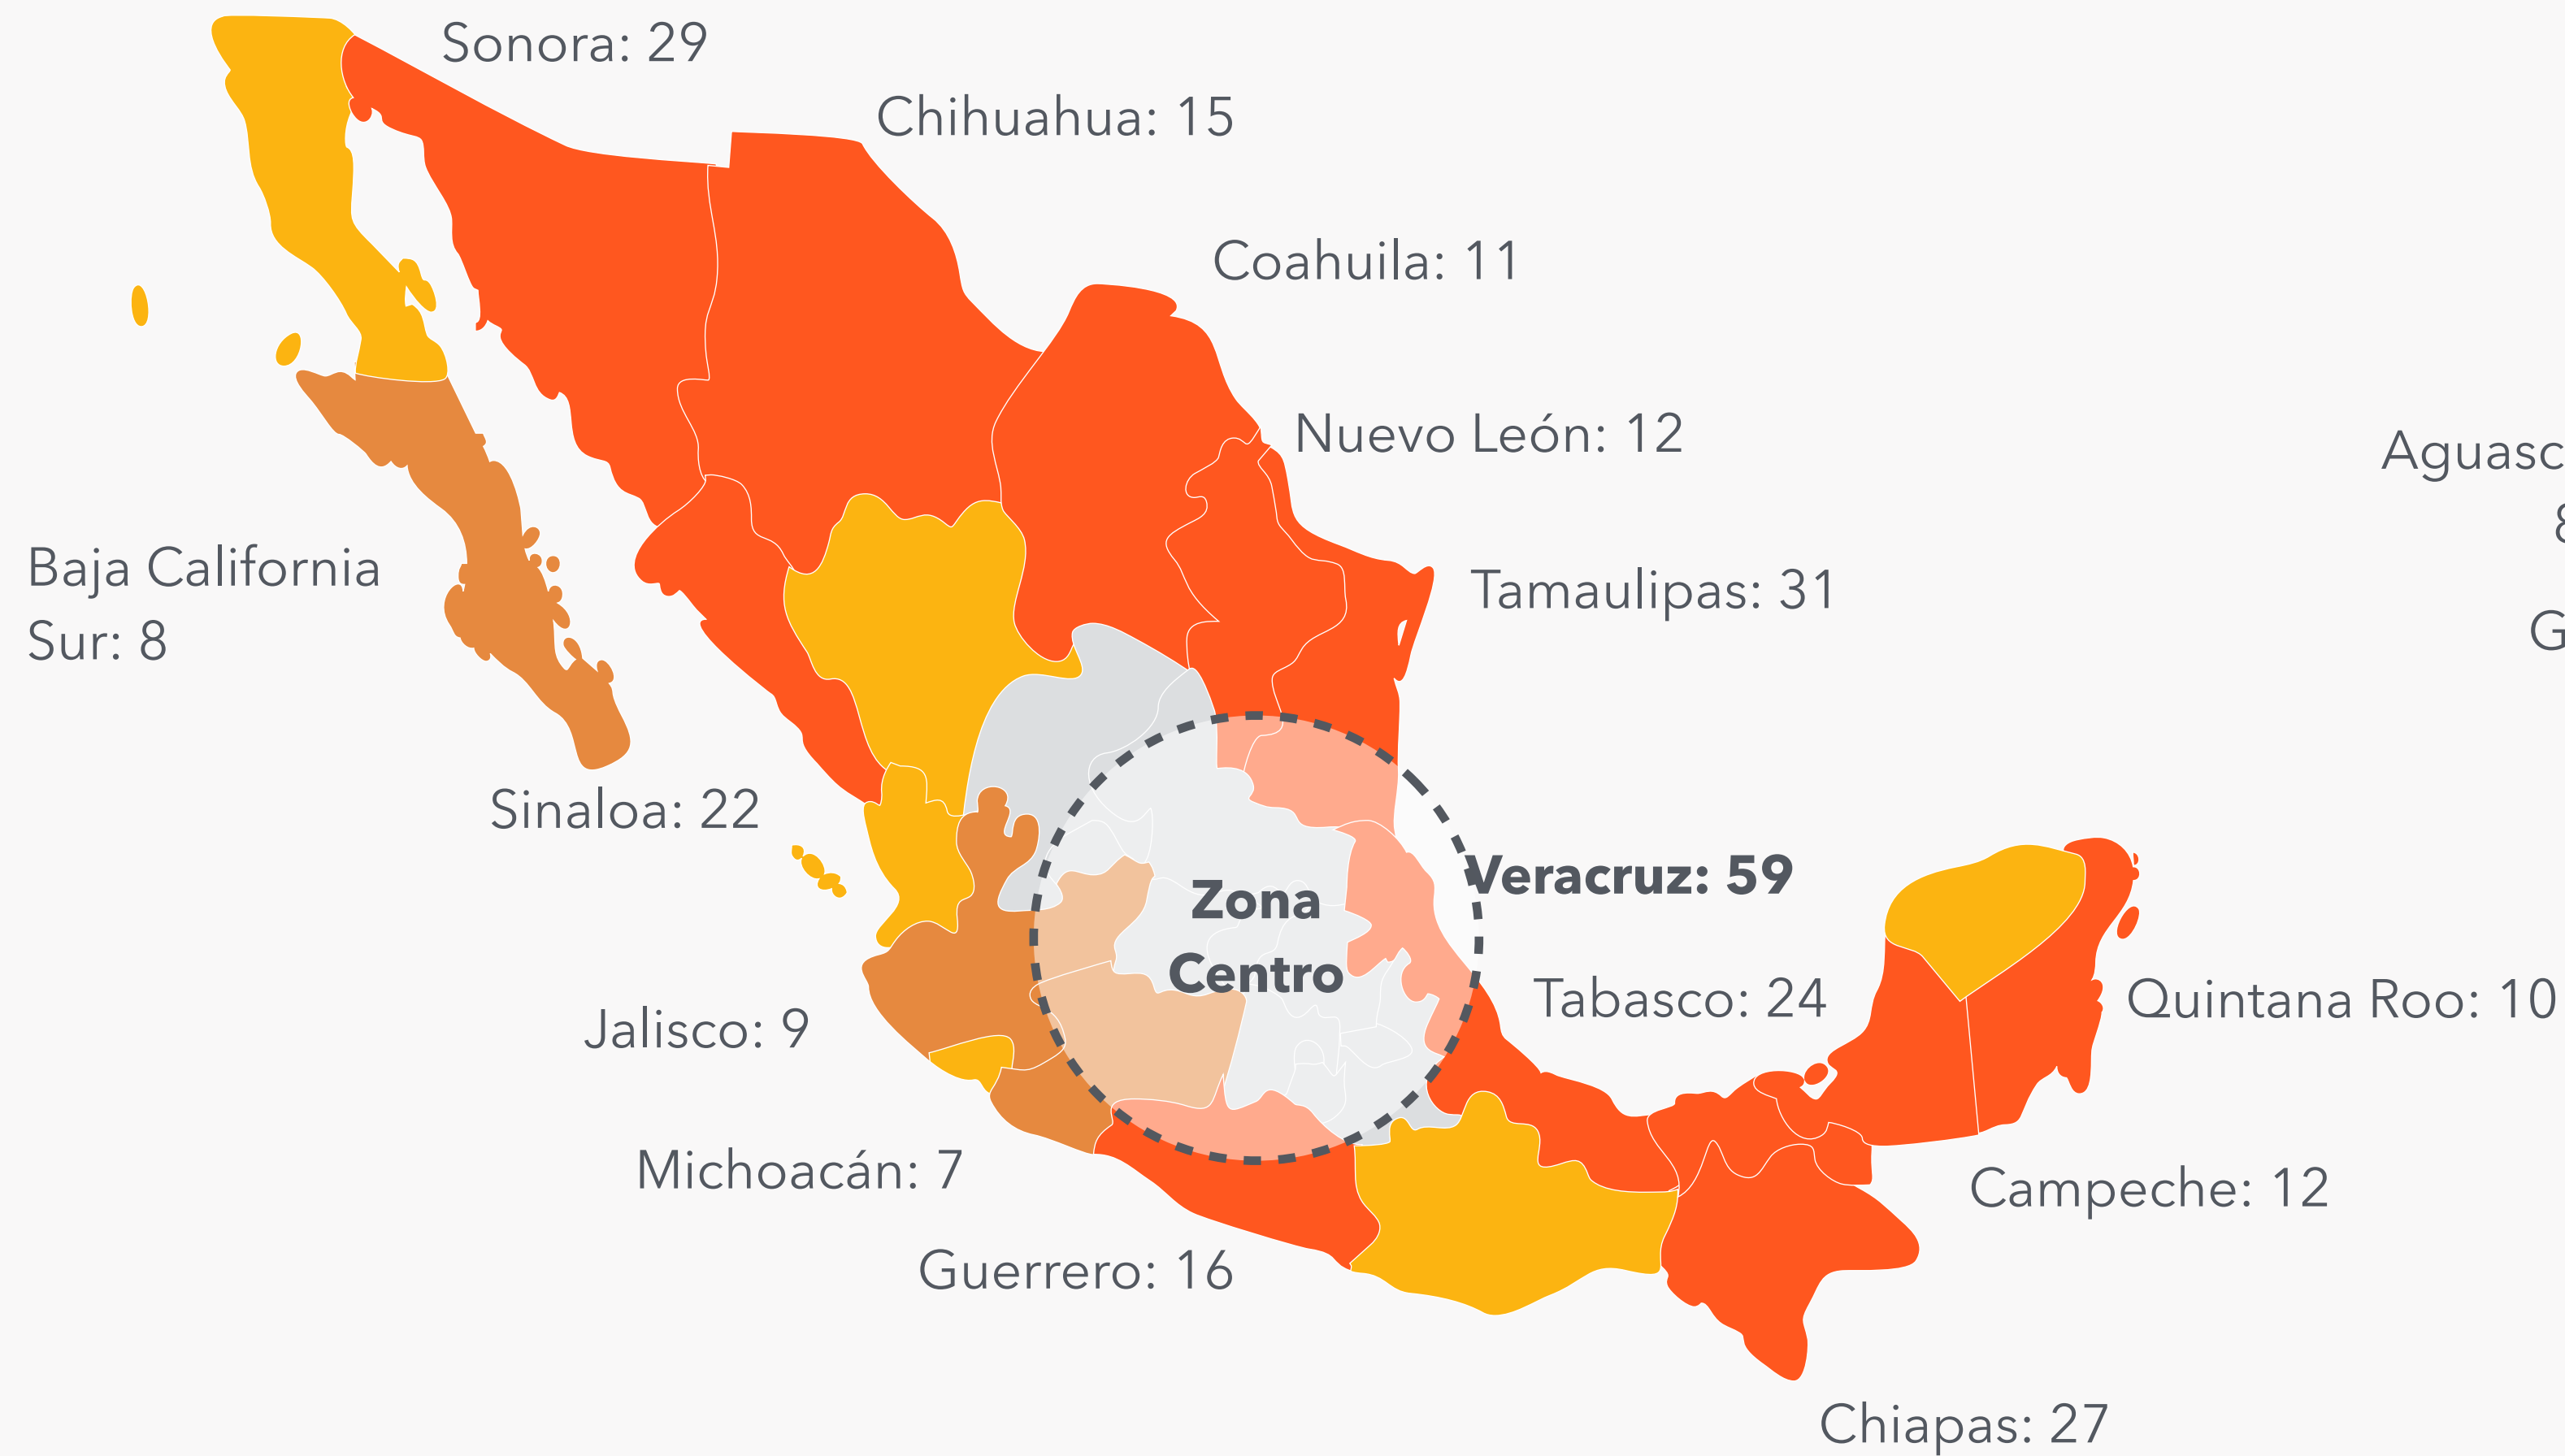 Sonora: 29
Chihuahua: 15
Coahuila: 11
Nuevo León: 12
Tamaulipas: 31
Baja California
Sur: 8
Sinaloa: 22
Veracruz: 59
Zona
Centro
Tabasco: 24
Quintana Roo: 10
Jalisco: 9
Michoacán: 7
Campeche: 12
Guerrero: 16
Chiapas: 27